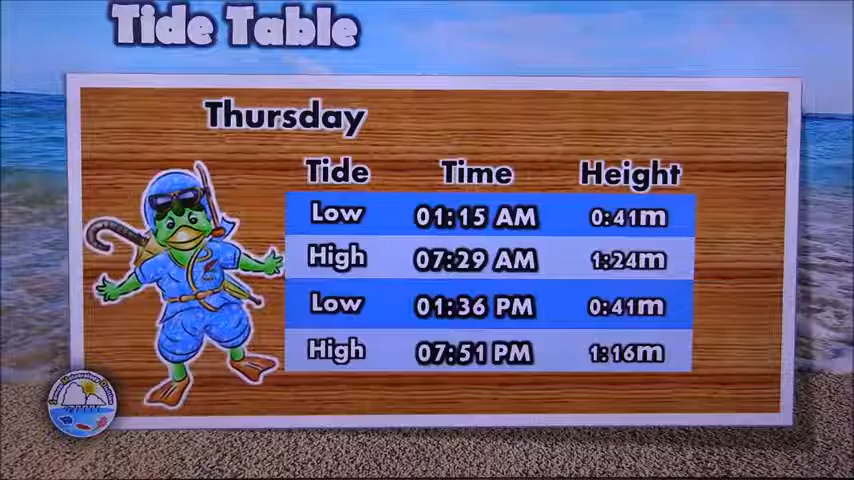 Tide Table
Thursday
Tide Time Height
Low 01:15 AM 0:41m
High 07:29 AM 1:24m
Low 01:36 PM 0:41m
High 07:51 PM 1:16m